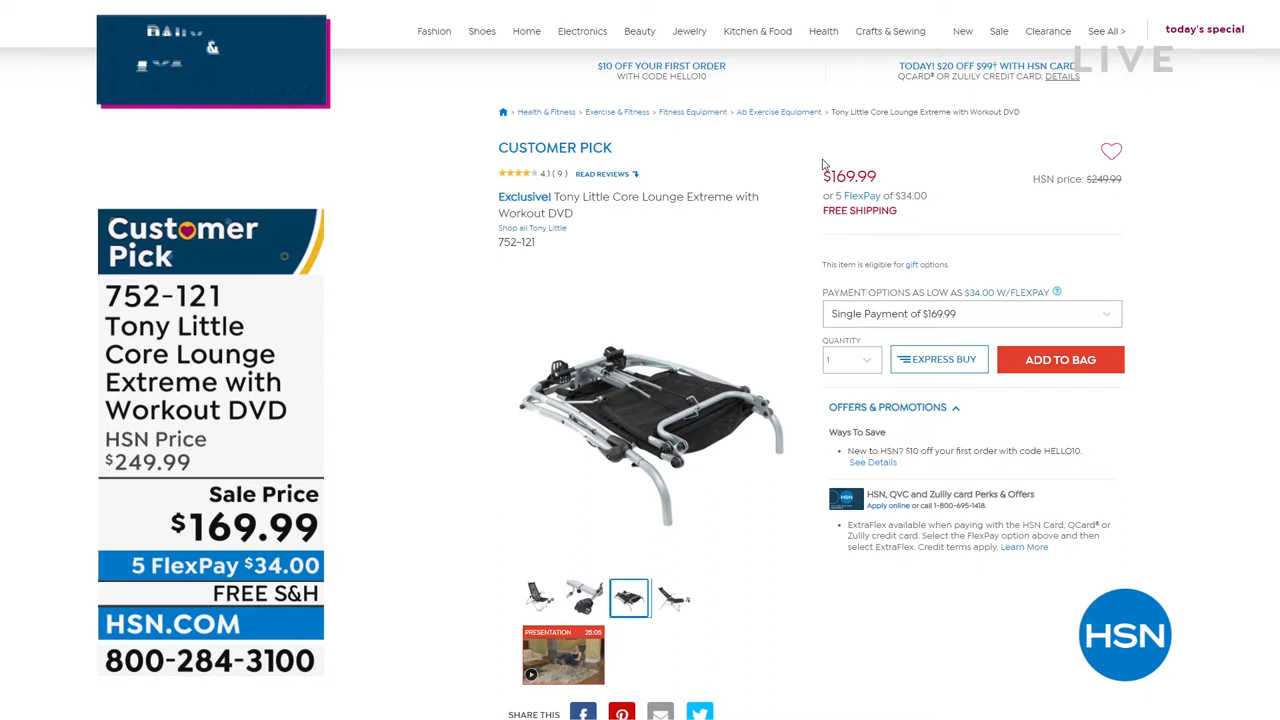 Fashion Shoes Home Electronics Beauty Jewelry Kitchen & Food Health Crafts & Sewing New Sale Clearance See All > today's special
LIVE
$10 OFF YOUR FIRST ORDER
WITH CODE HELLO10
TODAY! $20 OFF $99† WITH HSN CARD,
QCARD® OR ZULILY CREDIT CARD. DETAILS
> Health & Fitness > Exercise & Fitness > Fitness Equipment > Ab Exercise Equipment > Tony Little Core Lounge Extreme with Workout DVD
CUSTOMER PICK
4.1 ( 9 ) READ REVIEWS
Exclusive! Tony Little Core Lounge Extreme with
Workout DVD
Shop all Tony Little
752-121
$169.99
HSN price: $249.99
or 5 FlexPay of $34.00
FREE SHIPPING
This item is eligible for gift options.
PAYMENT OPTIONS AS LOW AS $34.00 W/FLEXPAY ?
Single Payment of $169.99
QUANTITY
1
EXPRESS BUY
ADD TO BAG
OFFERS & PROMOTIONS
Ways To Save
• New to HSN? $10 off your first order with code HELLO10.
See Details
HSN
HSN, QVC and Zulily card Perks & Offers
Apply online or call 1-800-695-1418.
• ExtraFlex available when paying with the HSN Card, QCard® or
Zulily credit card. Select the FlexPay option above and then
select ExtraFlex. Credit terms apply. Learn More
PRESENTATION 25:05
SHARE THIS
Customer
Pick
752-121
Tony Little
Core Lounge
Extreme with
Workout DVD
HSN Price
$249.99
Sale Price
$169.99
5 FlexPay $34.00
FREE S&H
HSN.COM
800-284-3100
HSN